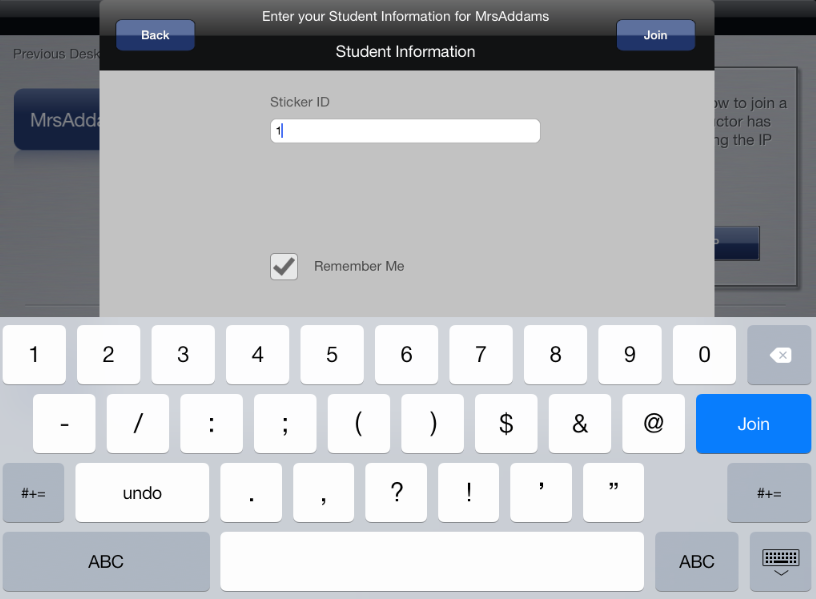 Enter your Student Information for MrsAddams
Back
Join
Student Information
Previous Desk
MrsAdda
Sticker ID
1
Remember Me
to join a
has
the IP
1 2 3 4 5 6 7 8 9 0
- / : ; ( ) $ & @ Join
#+= undo . , ? ! ’ ” #+=
ABC ABC